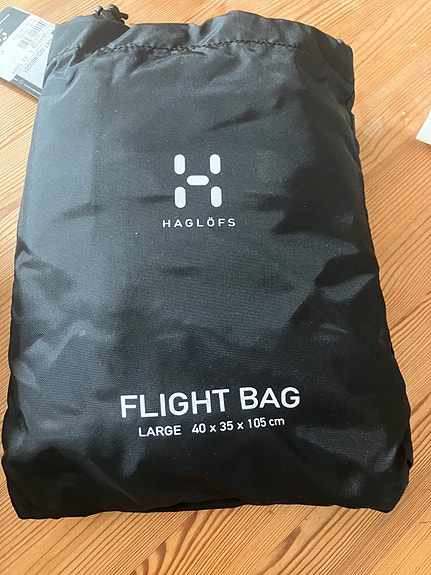 HAGLÖFS
FLIGHT BAG
LARGE 40 x 35 x 105 cm